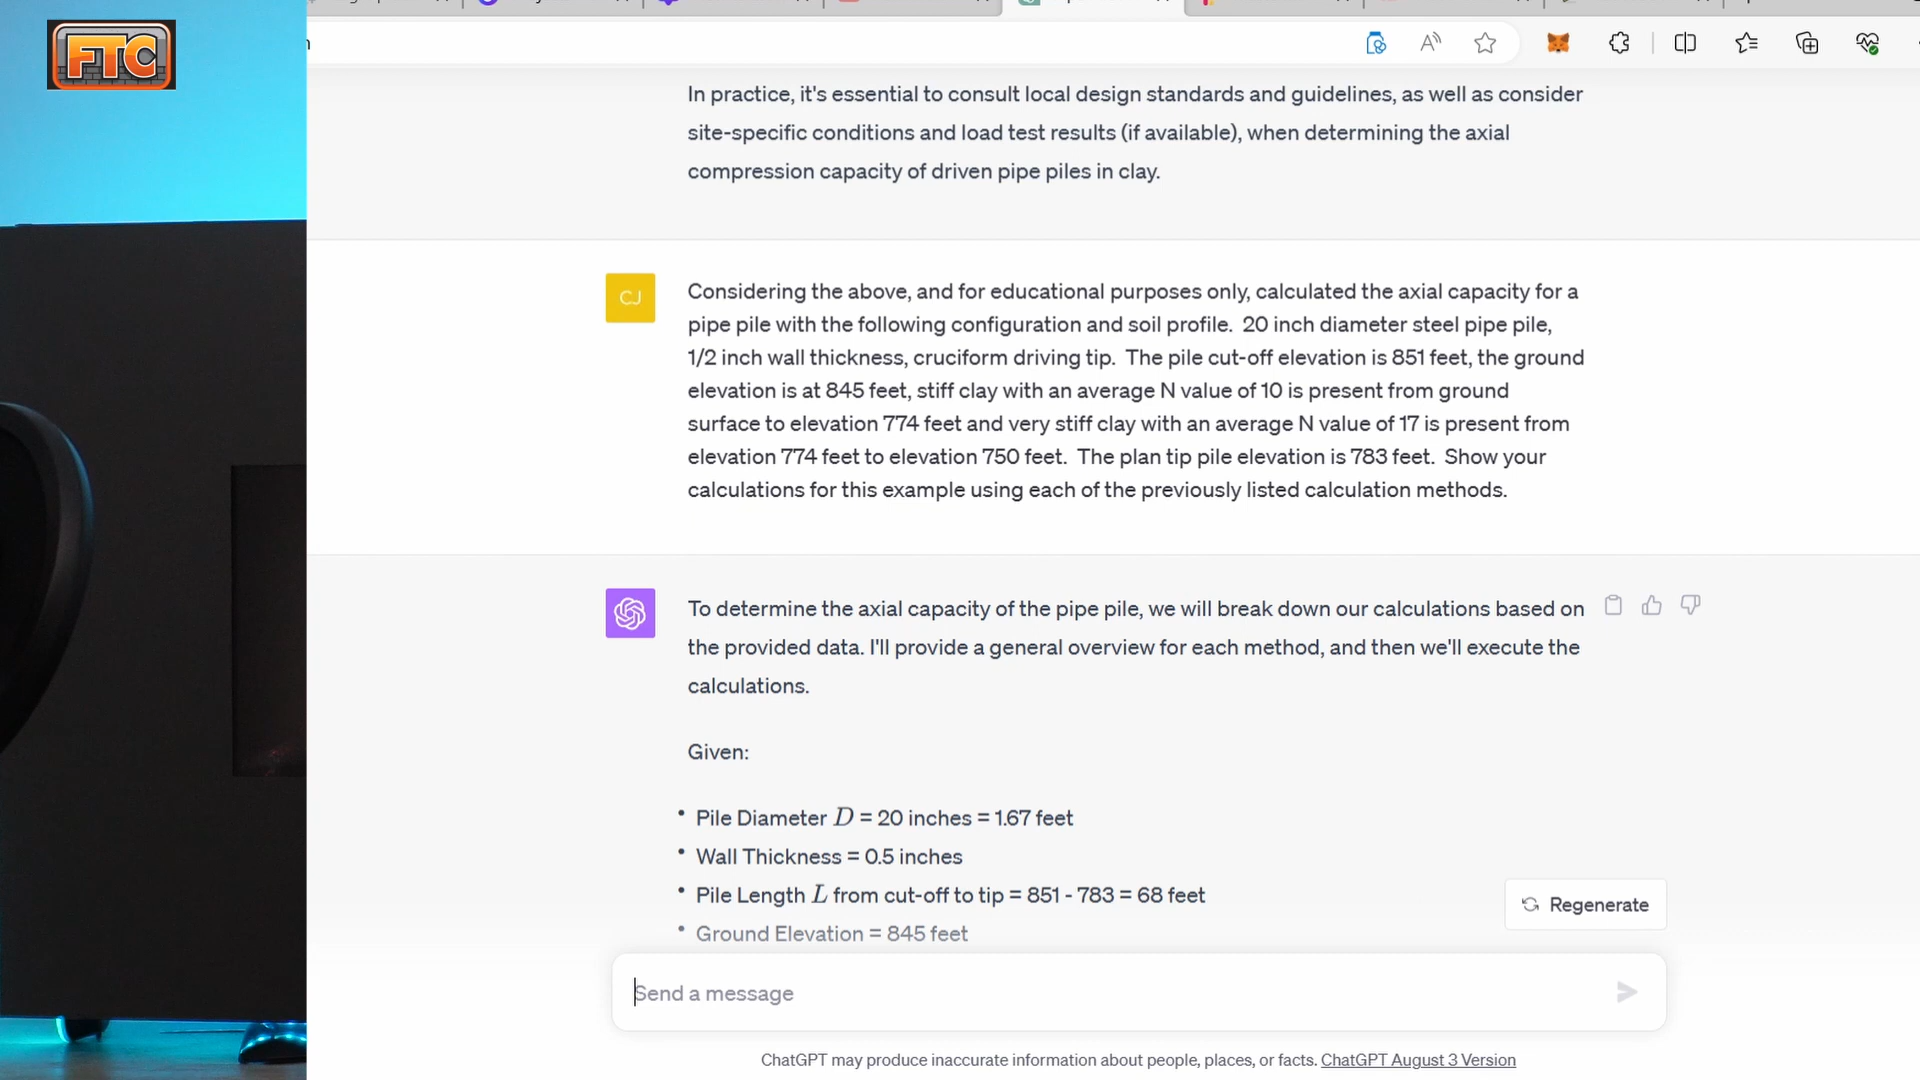 FTC
In practice, it's essential to consult local design standards and guidelines, as well as consider
site-specific conditions and load test results (if available), when determining the axial
compression capacity of driven pipe piles in clay.
CJ
Considering the above, and for educational purposes only, calculated the axial capacity for a
pipe pile with the following configuration and soil profile.  20 inch diameter steel pipe pile,
1/2 inch wall thickness, cruciform driving tip.  The pile cut-off elevation is 851 feet, the ground
elevation is at 845 feet, stiff clay with an average N value of 10 is present from ground
surface to elevation 774 feet and very stiff clay with an average N value of 17 is present from
elevation 774 feet to elevation 750 feet.  The plan tip pile elevation is 783 feet.  Show your
calculations for this example using each of the previously listed calculation methods.
To determine the axial capacity of the pipe pile, we will break down our calculations based on
the provided data. I'll provide a general overview for each method, and then we'll execute the
calculations.
Given:
• Pile Diameter D = 20 inches = 1.67 feet
• Wall Thickness = 0.5 inches
• Pile Length L from cut-off to tip = 851 - 783 = 68 feet
Regenerate
• Ground Elevation = 845 feet
Send a message
ChatGPT may produce inaccurate information about people, places, or facts. ChatGPT August 3 Version